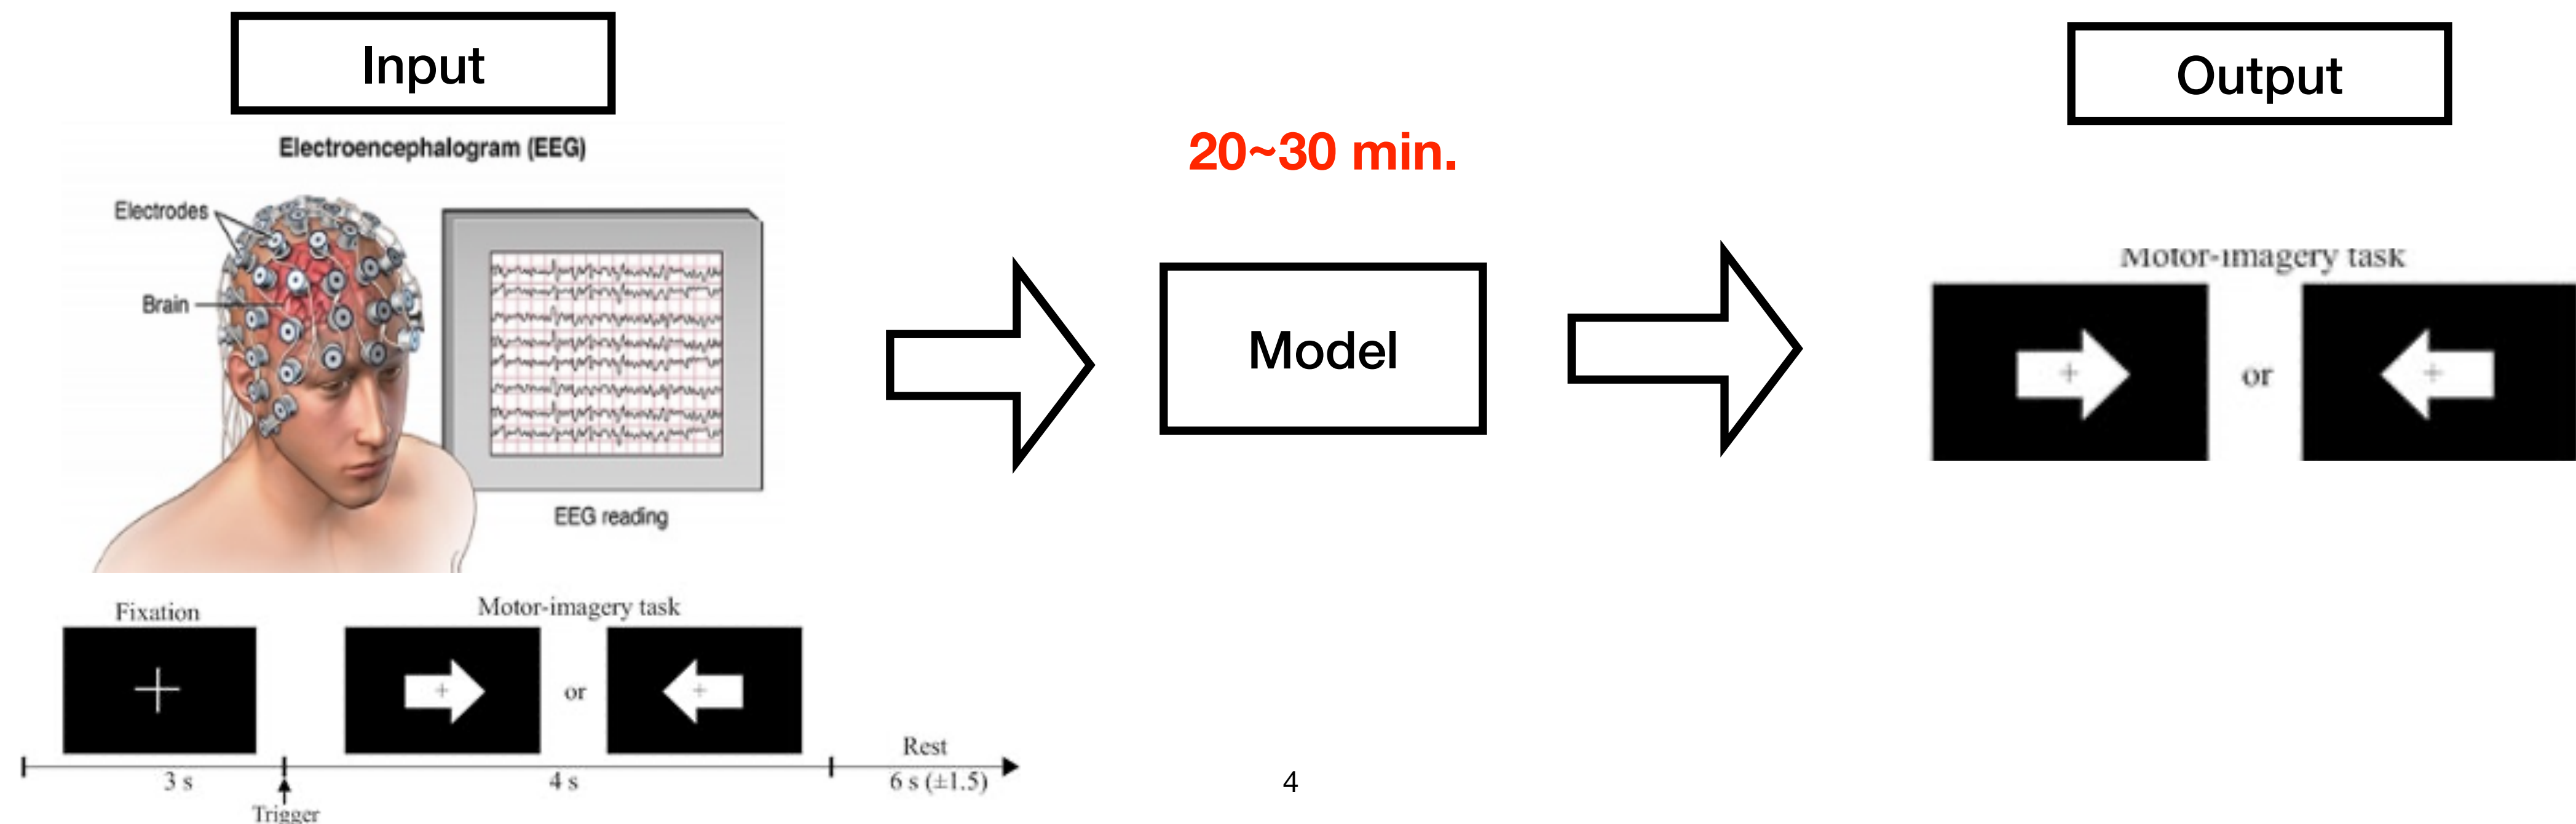 Input
Output
Electroencephalogram (EEG)
20~30 min.
Electrodes
Brain
Model
EEG reading
Motor-imagery task
or
Fixation
Motor-imagery task
or
Rest
3 s
4 s
6 s (±1.5)
Trigger
4